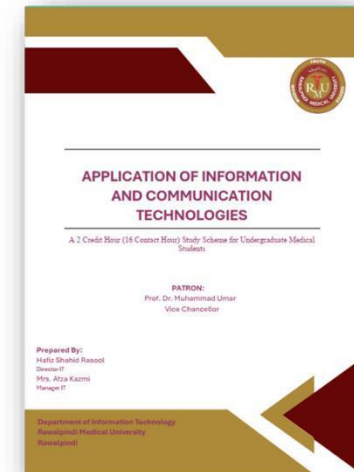 RMU
APPLICATION OF INFORMATION
AND COMMUNICATION
TECHNOLOGIES
A 2 Credit Hour (16 Contact Hour) Study Scheme for Undergraduate Medical
Students
PATRON:
Prof. Dr. Muhammad Umar
Vice Chancellor
Prepared By:
Hafiz Shahid Rasool
Director IT
Mrs. Afza Kazmi
Manager IT
Department of Information Technology
Rawalpindi Medical University
Rawalpindi